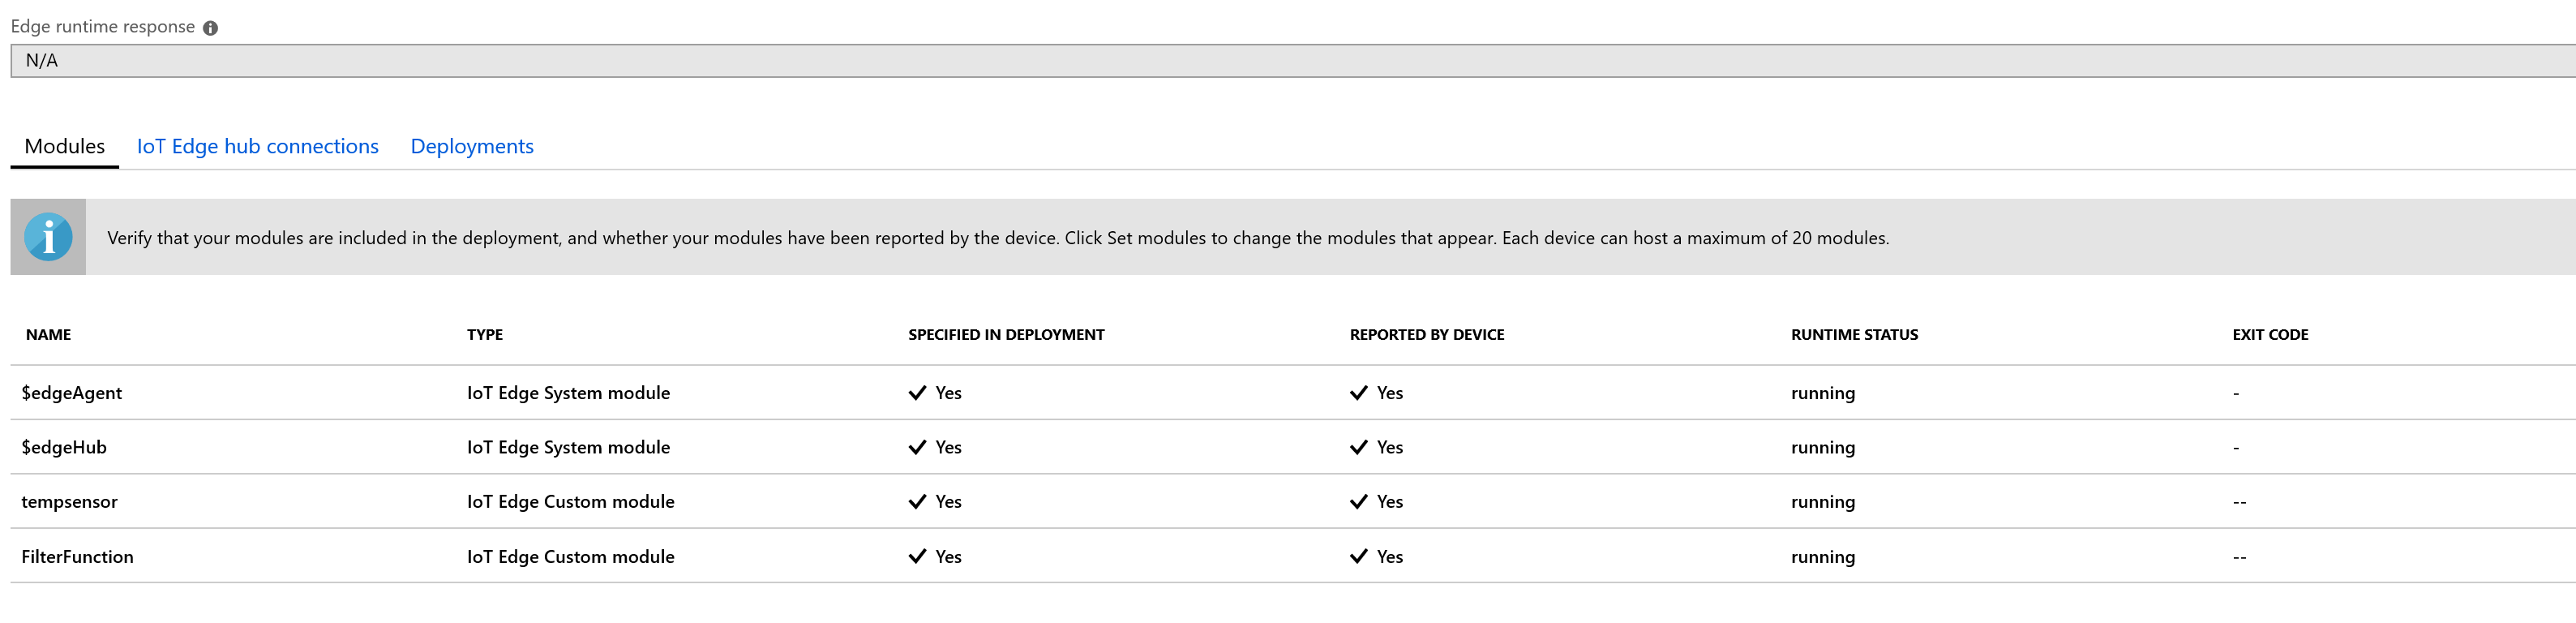 Edge runtime response
N/A
Modules IoT Edge hub connections Deployments
Verify that your modules are included in the deployment, and whether your modules have been reported by the device. Click Set modules to change the modules that appear. Each device can host a maximum of 20 modules.
NAME TYPE SPECIFIED IN DEPLOYMENT REPORTED BY DEVICE RUNTIME STATUS EXIT CODE
$edgeAgent IoT Edge System module Yes Yes running -
$edgeHub IoT Edge System module Yes Yes running -
tempsensor IoT Edge Custom module Yes Yes running --
FilterFunction IoT Edge Custom module Yes Yes running --